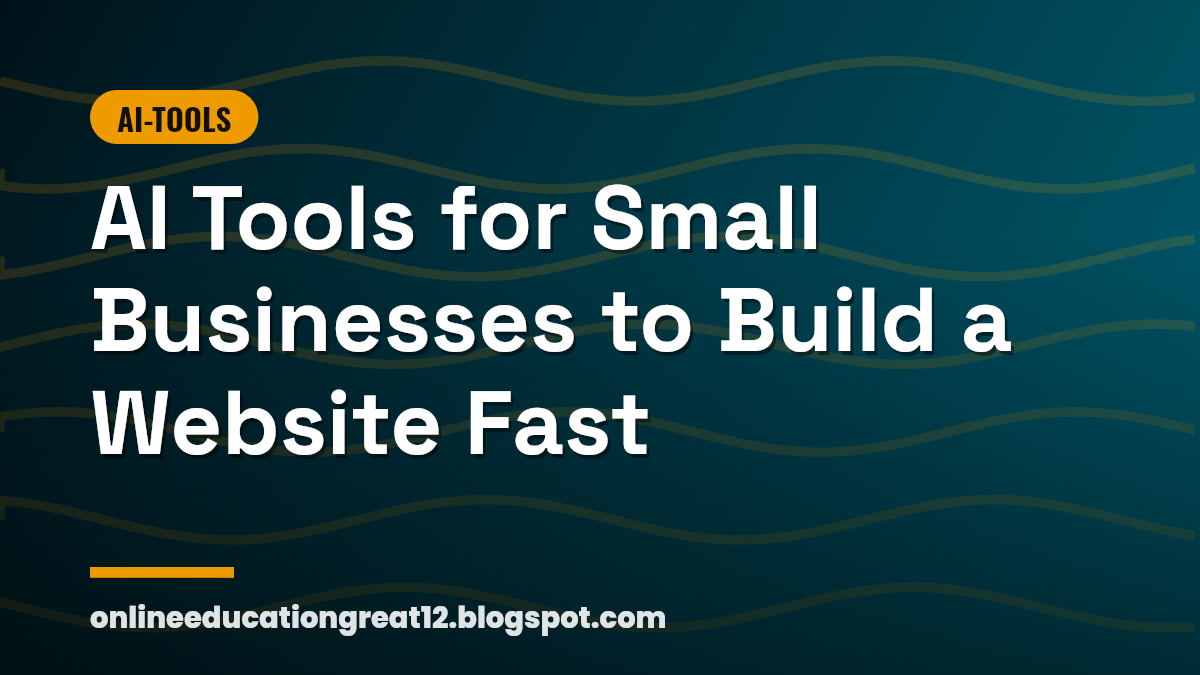 AI-TOOLS
AI Tools for Small
Businesses to Build a
Website Fast
onlineeducationgreat12.blogspot.com